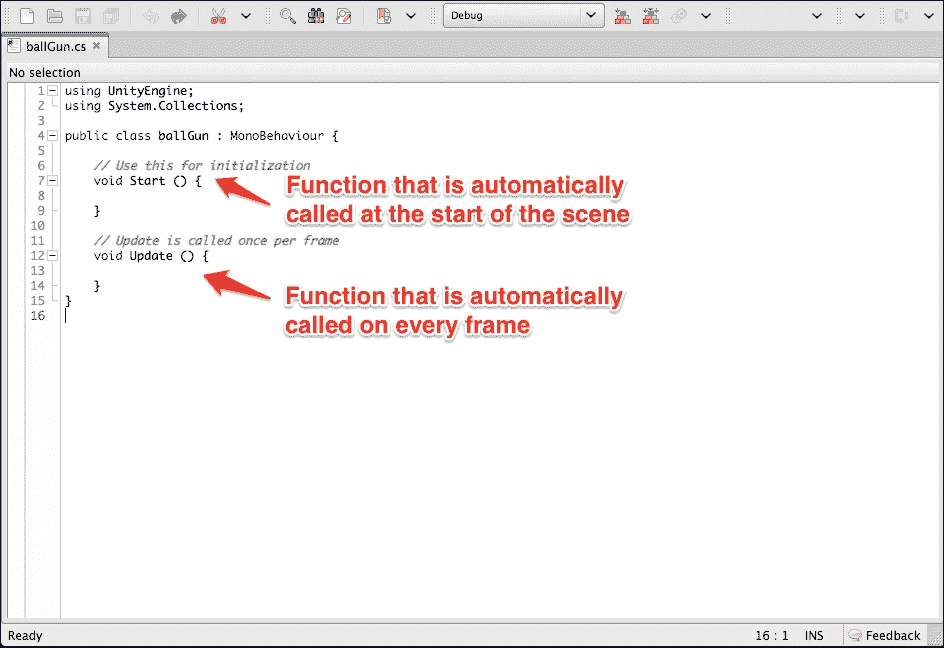 Debug
ballGun.cs
No selection
1 using UnityEngine;
2 using System.Collections;
3
4 public class ballGun : MonoBehaviour {
5
6 // Use this for initialization
7 void Start () {
8
9 }
10
11 // Update is called once per frame
12 void Update () {
13
14 }
15 }
16
Function that is automatically
called at the start of the scene
Function that is automatically
called on every frame
Ready 16 : 1 INS Feedback